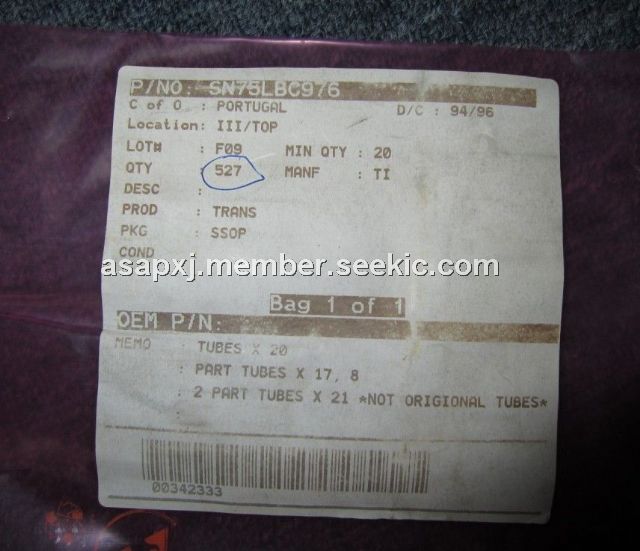 P/NO: SN75LBC976
C of O : PORTUGAL D/C : 94/96
Location: III/TOP
LOT# : F09 MIN QTY : 20
QTY : 527 MANF : TI
DESC :
PROD : TRANS
PKG : SSOP
COND
asapxj.member.seekic.com
Bag 1 of 1
OEM P/N:
MEMO : TUBES X 20
: PART TUBES X 17, 8
: 2 PART TUBES X 21 *NOT ORIGIONAL TUBES*
:
00342333